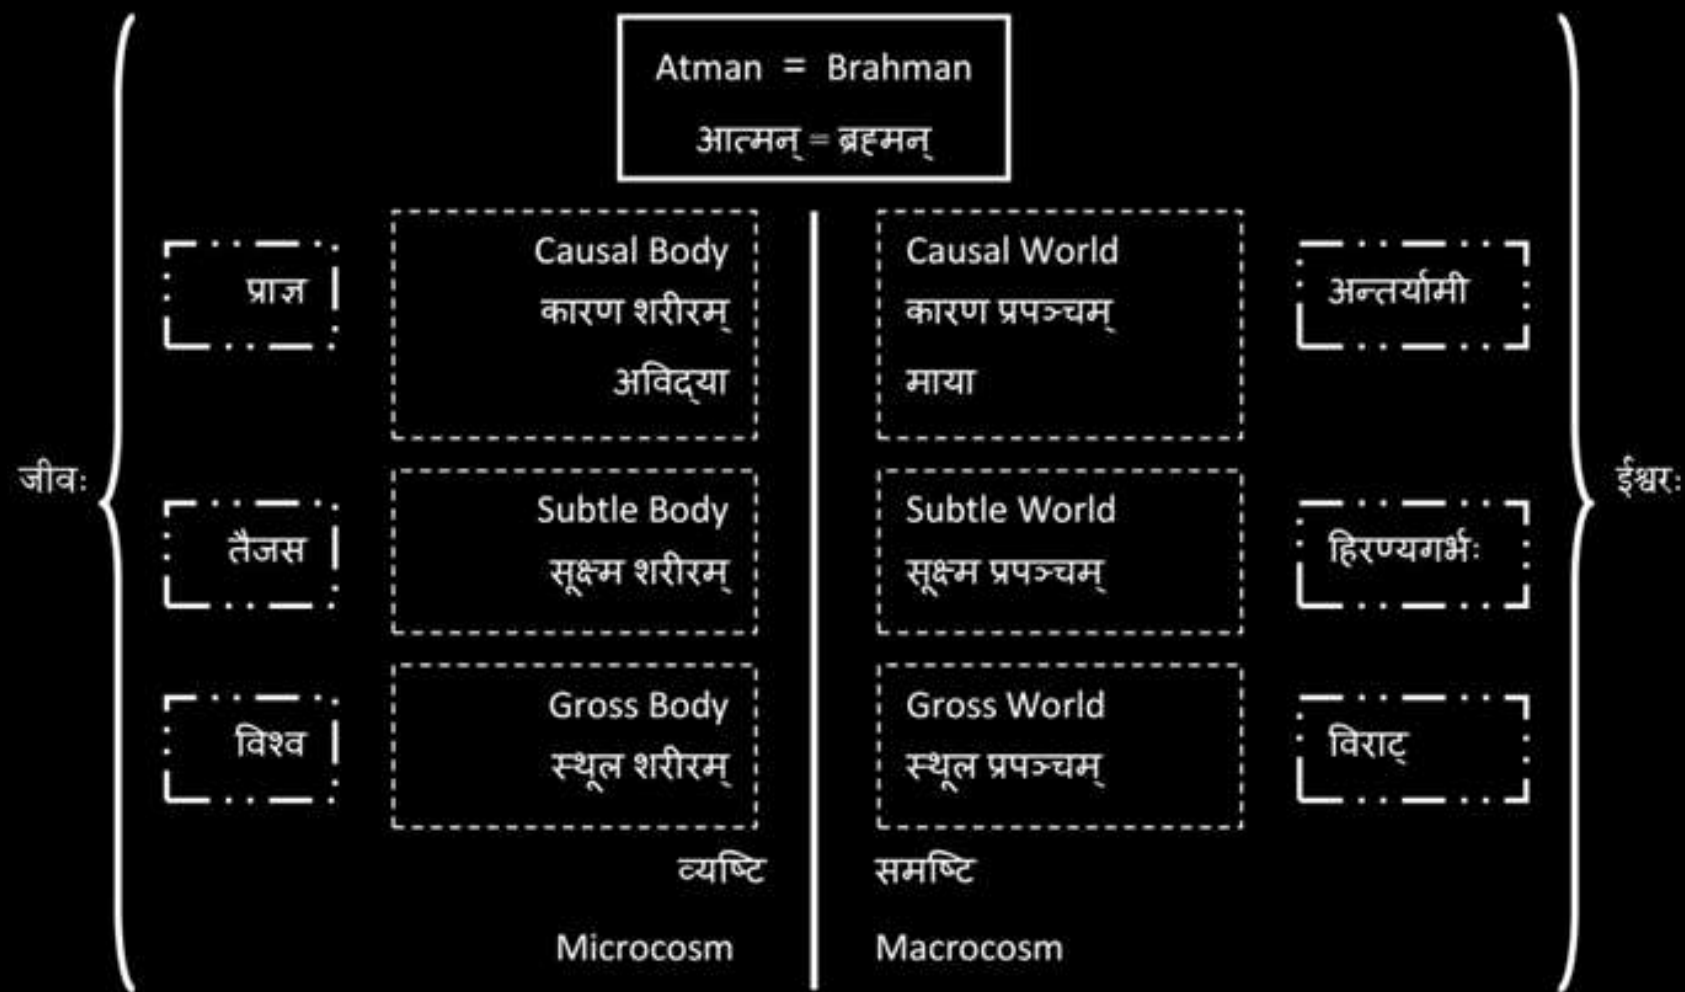 Atman = Brahman
आत्मन् = ब्रह्मन्
जीवः
प्राज्ञ
Causal Body
कारण शरीरम्
अविद्‌या
Causal World
कारण प्रपञ्चम्
माया
अन्तर्यामी
तैजस
Subtle Body
सूक्ष्म शरीरम्
Subtle World
सूक्ष्म प्रपञ्चम्
हिरण्यगर्भः
ईश्वरः
विश्व
Gross Body
स्थूल शरीरम्
Gross World
स्थूल प्रपञ्चम्
विराट्
व्यष्टि
समष्टि
Microcosm
Macrocosm